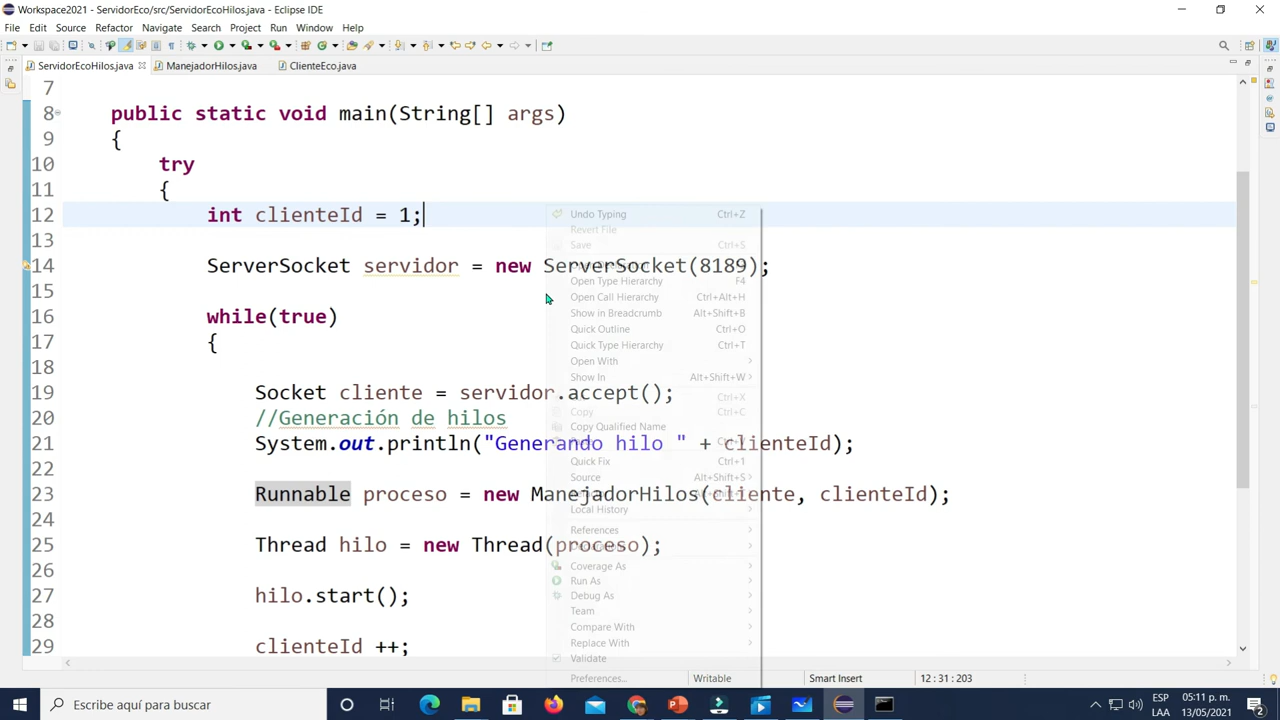 Workspace2021 - ServidorEco/src/ServidorEcoHilos.java - Eclipse IDE
File Edit Source Refactor Navigate Search Project Run Window Help
ServidorEcoHilos.java ManejadorHilos.java ClienteEco.java
7
8 public static void main(String[] args)
9 {
10 try
11 {
12 int clienteId = 1;
13
14 ServerSocket servidor = new ServerSocket(8189);
15
16 while(true)
17 {
18
19 Socket cliente = servidor.accept();
20 //Generación de hilos
21 System.out.println("Generando hilo " + clienteId);
22
23 Runnable proceso = new ManejadorHilos(cliente, clienteId);
24
25 Thread hilo = new Thread(proceso);
26
27 hilo.start();
28
29 clienteId ++;
Undo Typing Ctrl+Z
Revert File
Save Ctrl+S
Open Type Hierarchy F4
Open Call Hierarchy Ctrl+Alt+H
Show in Breadcrumb Alt+Shift+B
Quick Outline Ctrl+O
Quick Type Hierarchy Ctrl+T
Open With
Show In Alt+Shift+W
Ctrl+X
Copy Ctrl+C
Copy Qualified Name
Quick Fix Ctrl+1
Source Alt+Shift+S
Local History
References
Coverage As
Run As
Debug As
Team
Compare With
Replace With
Validate
Preferences...
Writable Smart Insert 12 : 31 : 203
Escribe aquí para buscar
ESP 05:11 p. m.
LAA 13/05/2021
2